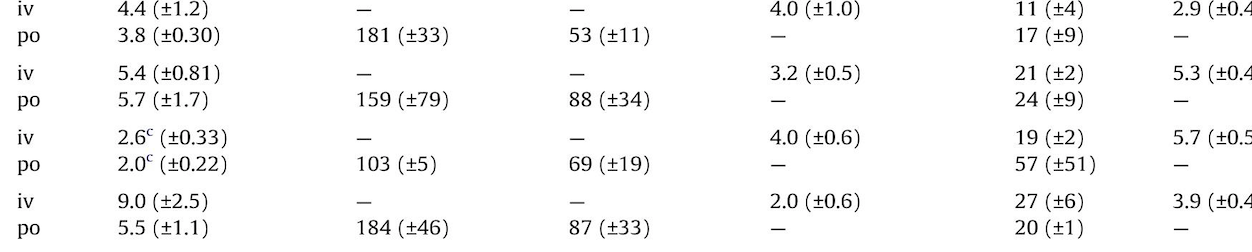 iv 4.4 (±1.2) — — 4.0 (±1.0) 11 (±4) 2.9 (±0.4
po 3.8 (±0.30) 181 (±33) 53 (±11) — 17 (±9) —
iv 5.4 (±0.81) — — 3.2 (±0.5) 21 (±2) 5.3 (±0.4
po 5.7 (±1.7) 159 (±79) 88 (±34) — 24 (±9) —
iv 2.6ᶜ (±0.33) — — 4.0 (±0.6) 19 (±2) 5.7 (±0.5
po 2.0ᶜ (±0.22) 103 (±5) 69 (±19) — 57 (±51) —
iv 9.0 (±2.5) — — 2.0 (±0.6) 27 (±6) 3.9 (±0.4
po 5.5 (±1.1) 184 (±46) 87 (±33) — 20 (±1) —